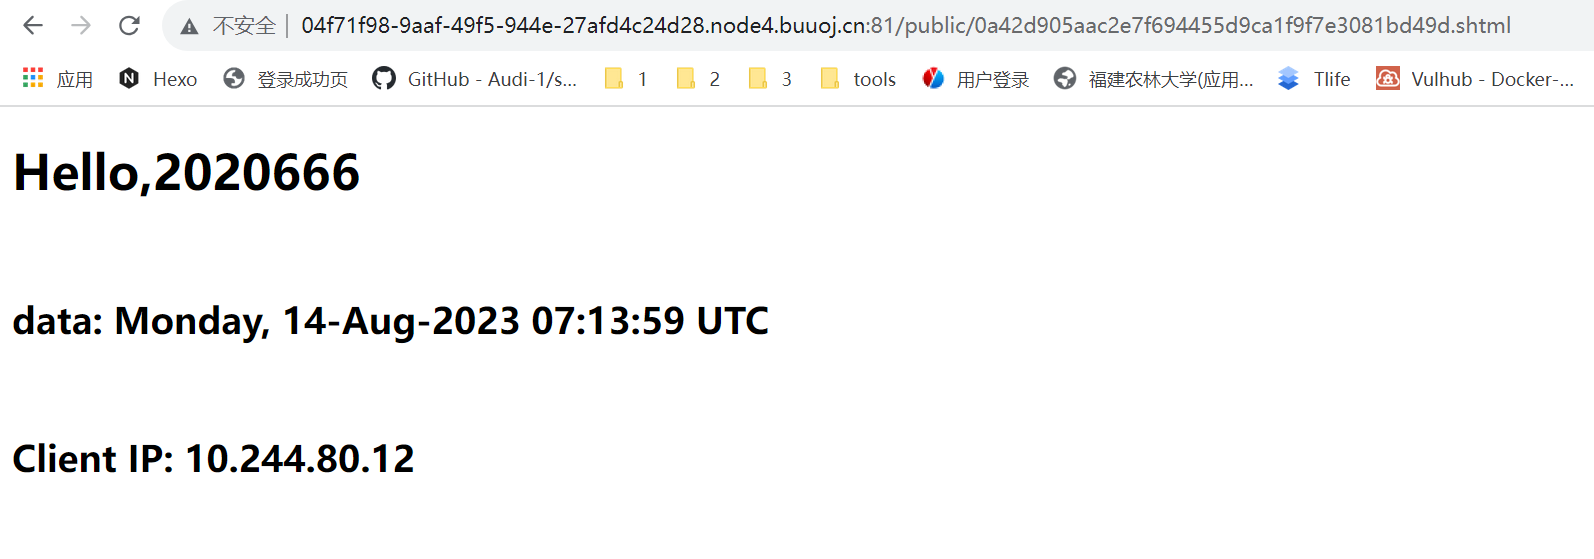 不安全 04f71f98-9aaf-49f5-944e-27afd4c24d28.node4.buuoj.cn:81/public/0a42d905aac2e7f694455d9ca1f9f7e3081bd49d.shtml
应用 Hexo 登录成功页 GitHub - Audi-1/s... 1 2 3 tools 用户登录 福建农林大学(应用... Tlife Vulhub - Docker-...
Hello,2020666
data: Monday, 14-Aug-2023 07:13:59 UTC
Client IP: 10.244.80.12